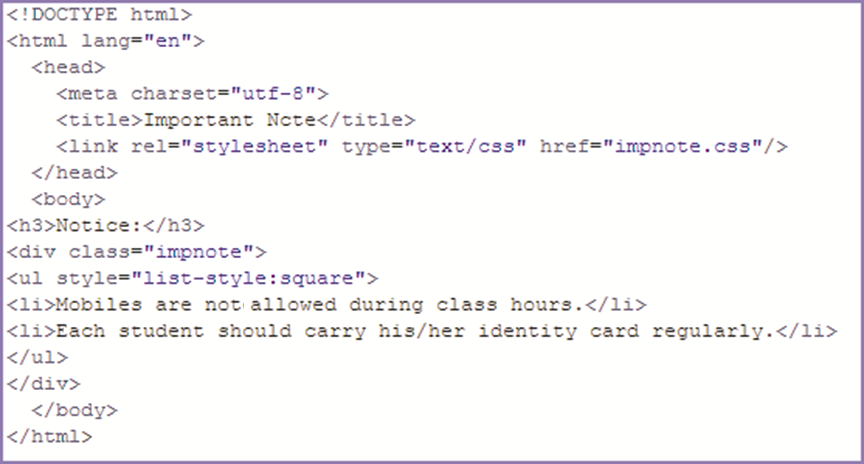 <!DOCTYPE html>
<html lang="en">
<head>
<meta charset="utf-8">
<title>Important Ncte</title>
<link rel="stylesheet" type="text/css" href="impnote.css"/>
</head>
<body>
<h3>Notice:</h3>
<div class="impnote">
<ul style="list-style:square">
<li>Mobiles are not allowed during class hours.</li>
<li>Each student should carry his/her identity card regularly.</li>
</ul>
</div>
</body>
</html>